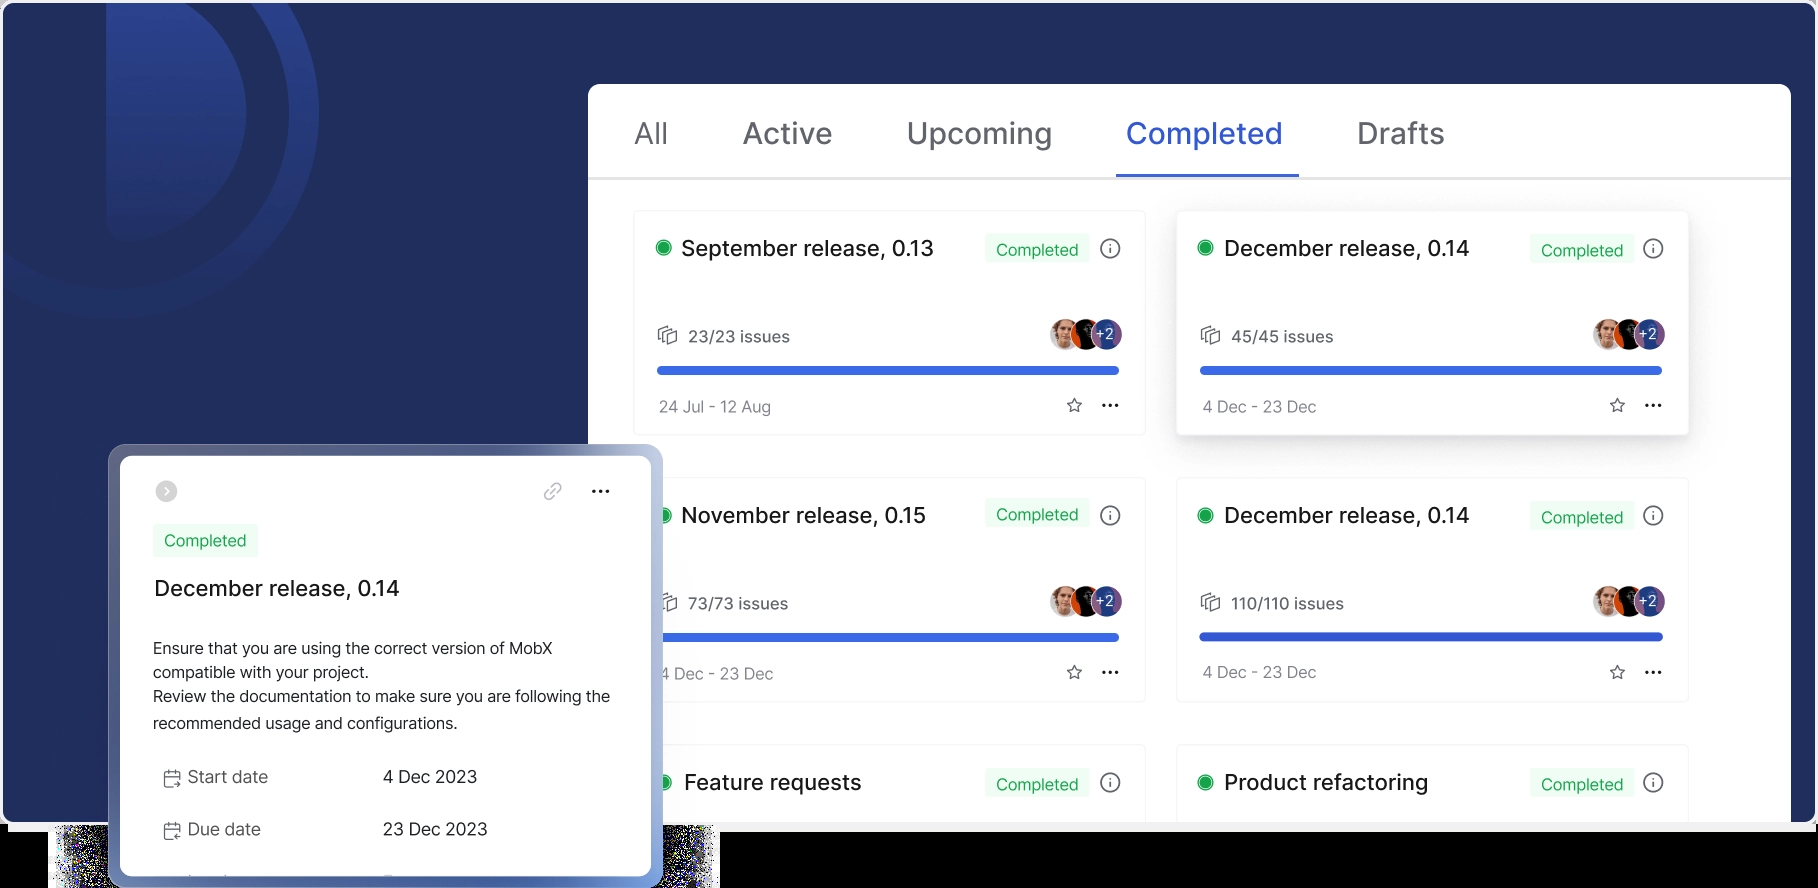 All Active Upcoming Completed Drafts
September release, 0.13 Completed
23/23 issues +2
24 Jul - 12 Aug
December release, 0.14 Completed
45/45 issues +2
4 Dec - 23 Dec
November release, 0.15 Completed
73/73 issues +2
4 Dec - 23 Dec
December release, 0.14 Completed
110/110 issues +2
4 Dec - 23 Dec
Feature requests Completed
Product refactoring Completed
Completed
December release, 0.14
Ensure that you are using the correct version of MobX
compatible with your project.
Review the documentation to make sure you are following the
recommended usage and configurations.
Start date 4 Dec 2023
Due date 23 Dec 2023